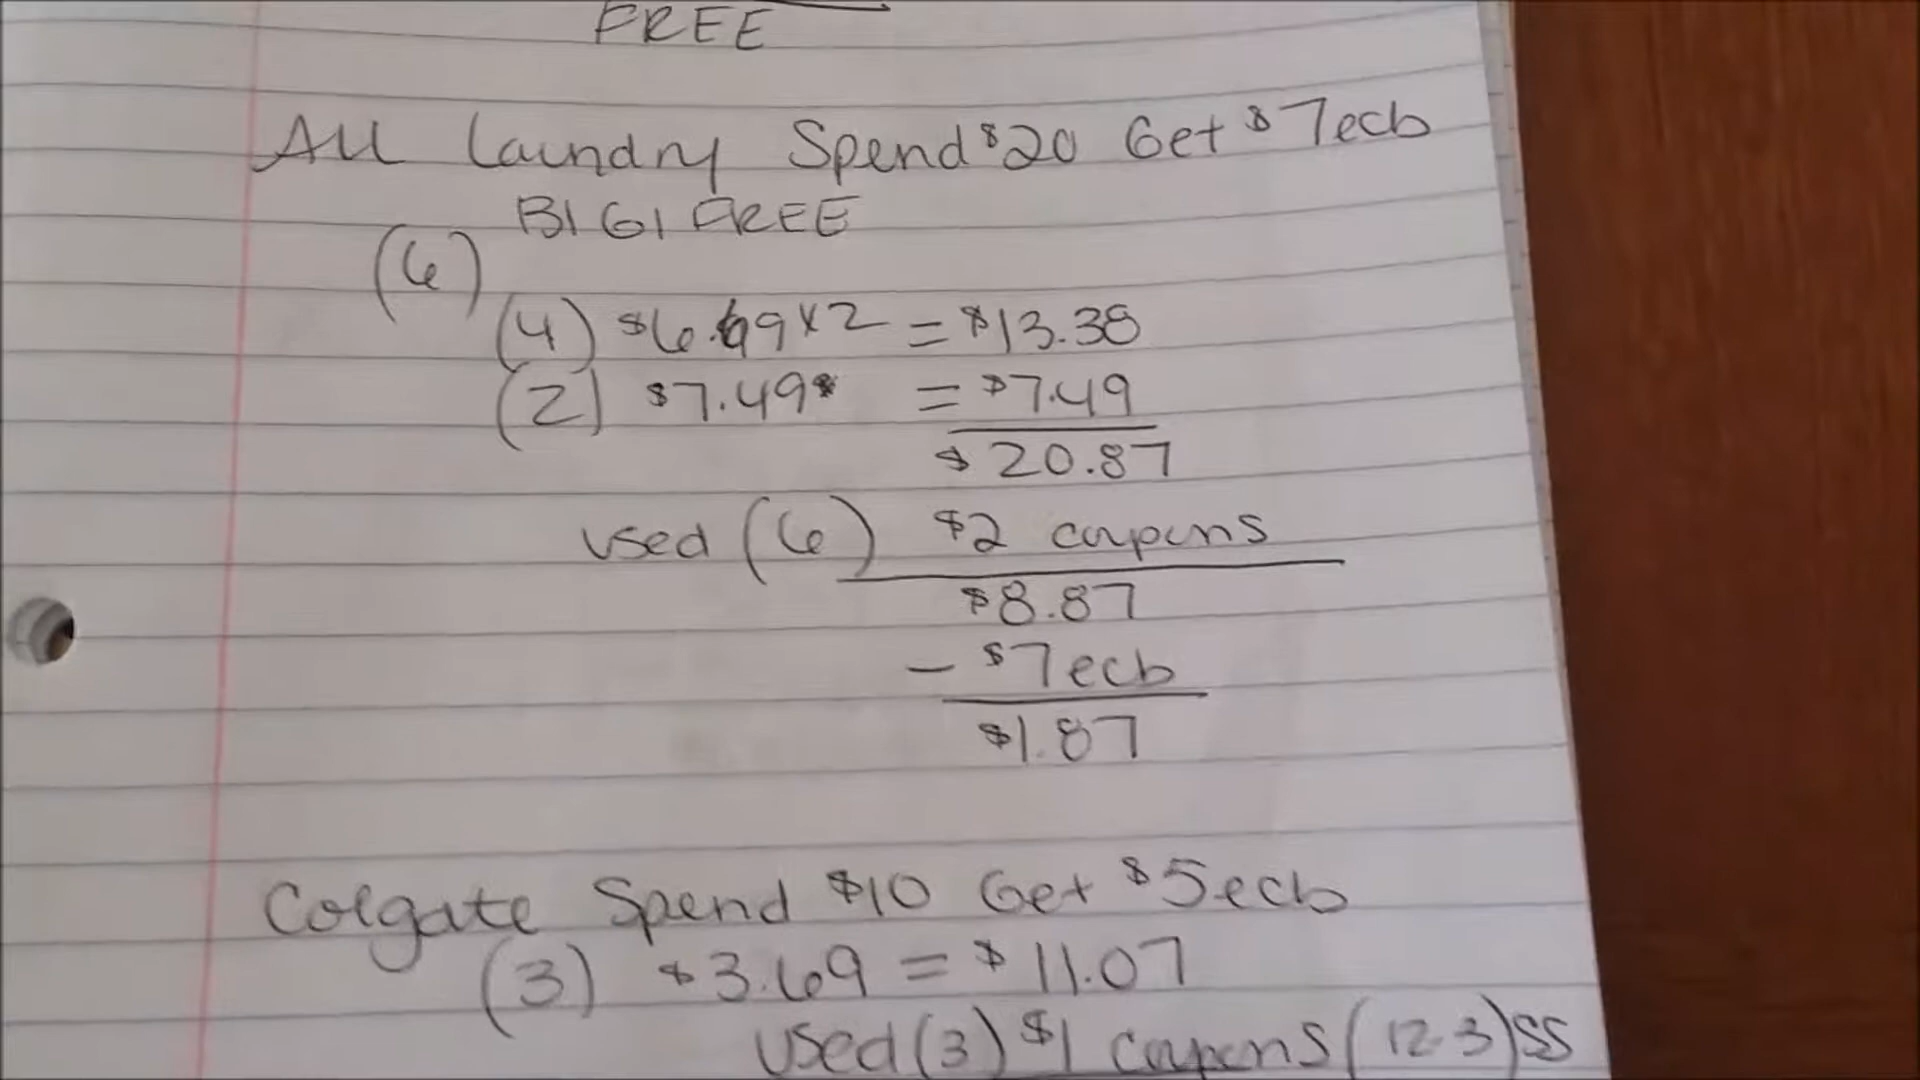 FREE
All Laundry Spend $20 Get $7ecb
B1G1 FREE
(6)
(4) $6.69x2 = $13.38
(2) $7.49 = $7.49
$20.87
used (6) $2 coupons
$8.87
- $7ecb
$1.87
Colgate Spend $10 Get $5ecb
(3) $3.69 = $11.07
used (3) $1 coupons (12-3) SS